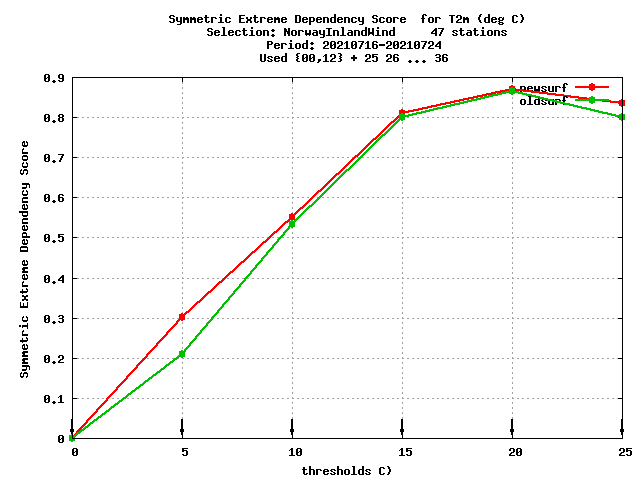 Symmetric Extreme Dependency Score for T2m (deg C)
Selection: NorwayInlandWind 47 stations
Period: 20210716-20210724
Used {00,12} + 25 26 ... 36
0.9
0.8
0.7
0.6
0.5
0.4
0.3
0.2
0.1
0
Symmetric Extreme Dependency Score
newsurf
oldsurf
0 5 10 15 20 25
thresholds C)